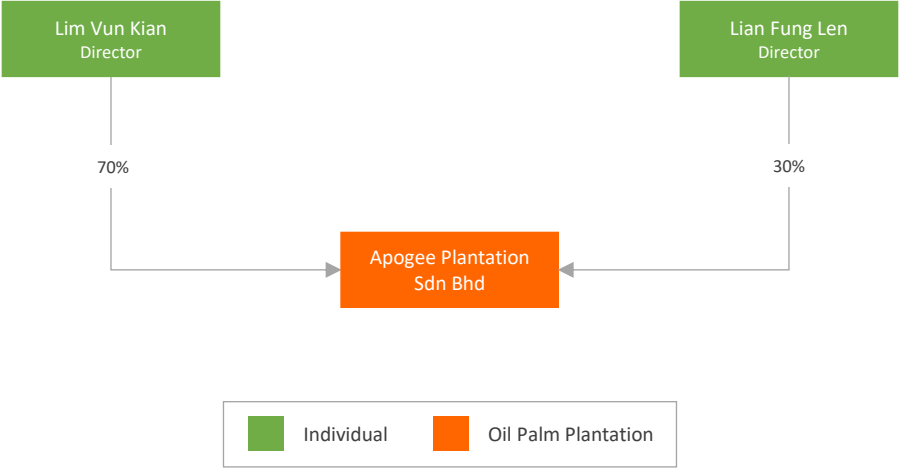 Lim Vun Kian
Director
Lian Fung Len
Director
70%
30%
Apogee Plantation
Sdn Bhd
Individual
Oil Palm Plantation